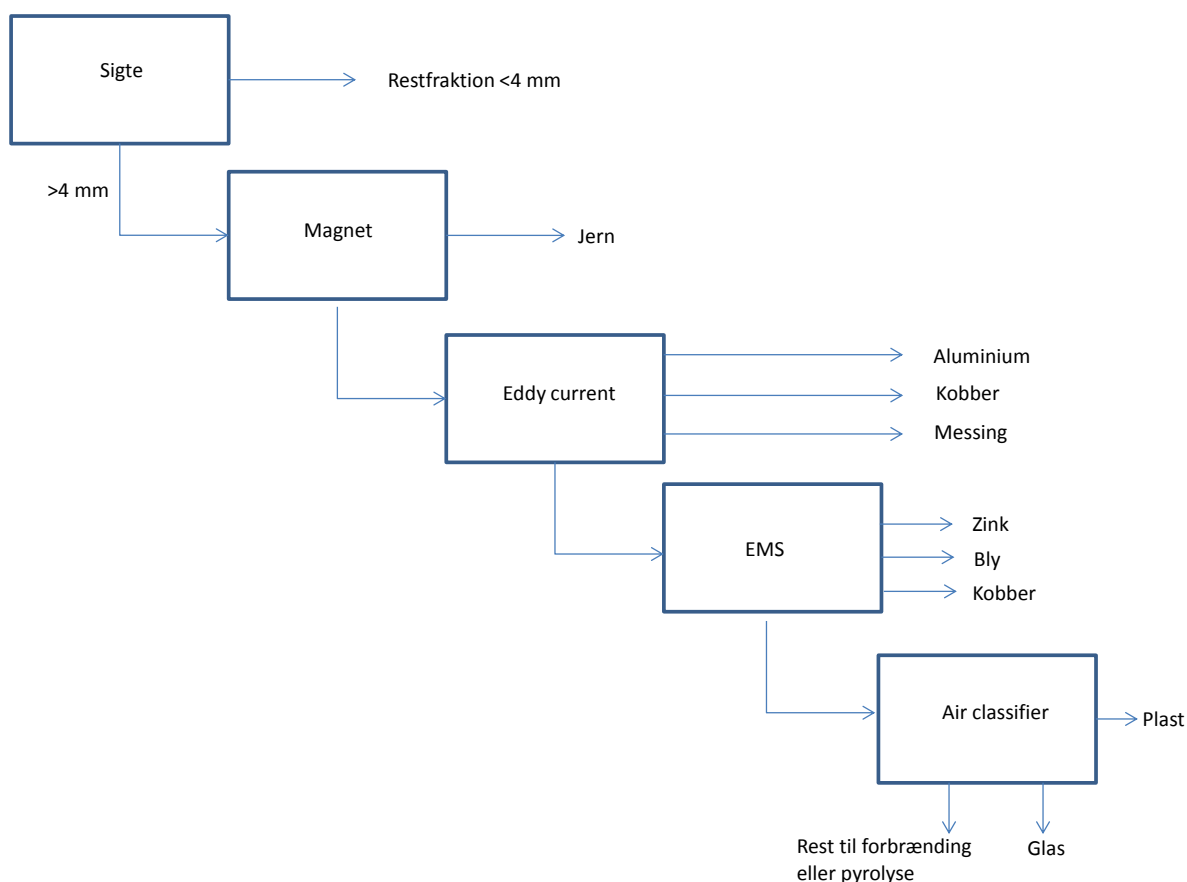 Sigte
Restfraktion <4 mm
>4 mm
Magnet
Jern
Eddy current
Aluminium
Kobber
Messing
EMS
Zink
Bly
Kobber
Air classifier
Plast
Rest til forbrænding
eller pyrolyse
Glas